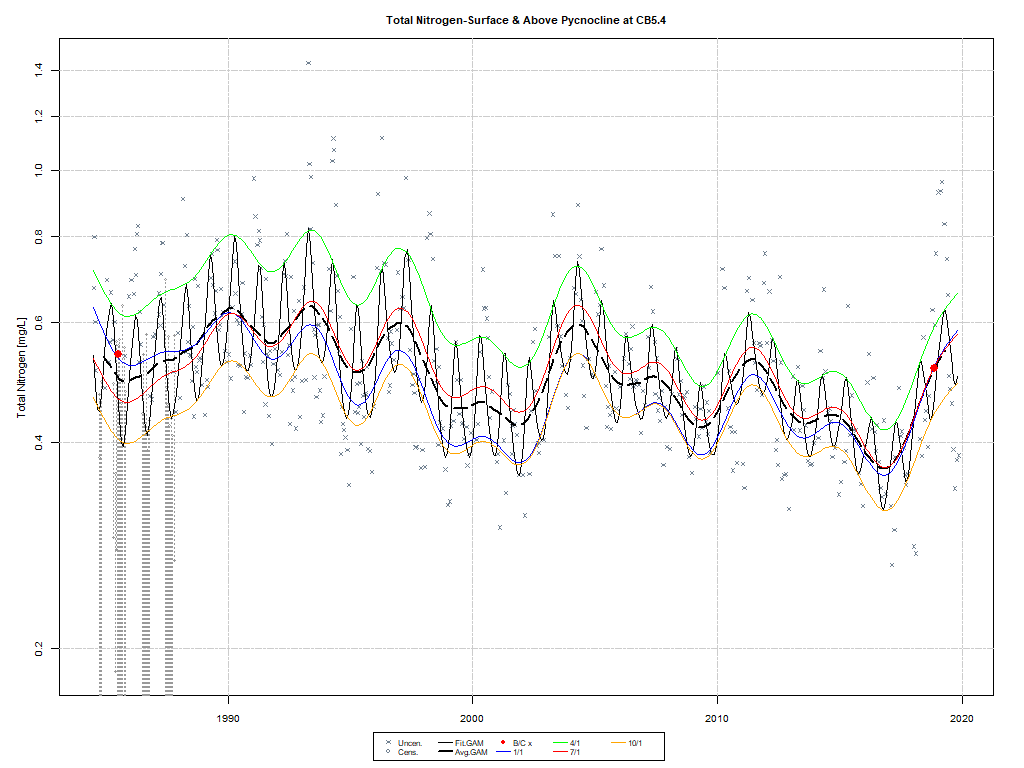 Total Nitrogen-Surface & Above Pycnocline at CB5.4
Total Nitrogen [mg/L]
1.4
1.2
1.0
0.8
0.6
0.4
0.2
1990 2000 2010 2020
Uncen. Fit.GAM B/C x 4/1 10/1
Cens. Avg.GAM 1/1 7/1